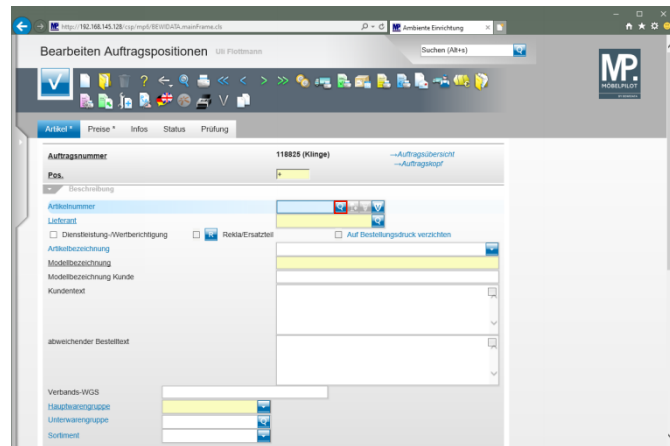 http://192.168.145.128/csp/mp6/BEWIDATA.mainFrame.cls
Ambiente Einrichtung
Bearbeiten Auftragspositionen Uli Flottmann
Suchen (Alt+s)
MP.
MÖBELPILOT
Artikel * Preise * Infos Status Prüfung
Auftragsnummer 118825 (Klinge) →Auftragsübersicht
→Auftragskopf
Pos. +
Beschreibung
Artikelnummer
Lieferant
Dienstleistung-/Wertberichtigung R Rekla/Ersatzteil Auf Bestellungsdruck verzichten
Artikelbezeichnung
Modellbezeichnung
Modellbezeichnung Kunde
Kundentext
abweichender Bestelltext
Verbands-WGS
Hauptwarengruppe
Unterwarengruppe
Sortiment